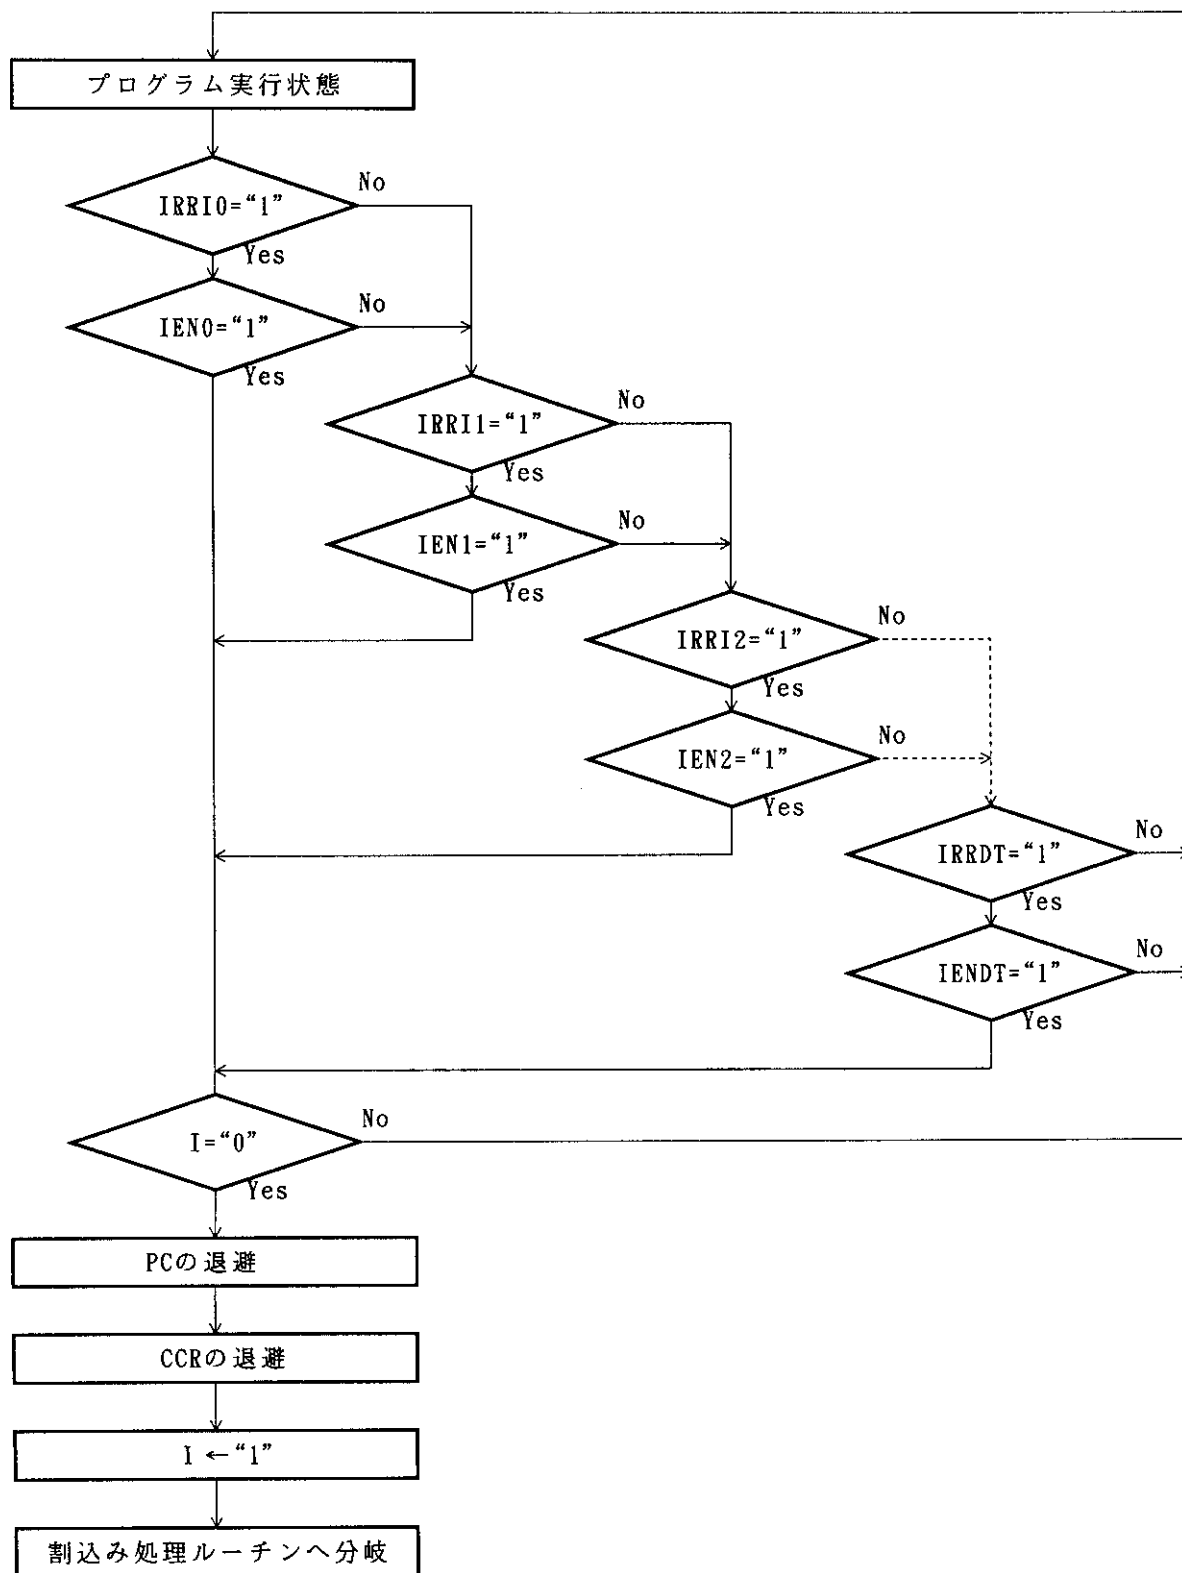 プログラム実行状態
IRRI0=“1”
No
Yes
IEN0=“1”
No
Yes
IRRI1=“1”
No
Yes
IEN1=“1”
No
Yes
IRRI2=“1”
No
Yes
IEN2=“1”
No
Yes
IRRDT=“1”
No
Yes
IENDT=“1”
No
Yes
I=“0”
No
Yes
PCの退避
CCRの退避
I ←“1”
割込み処理ルーチンへ分岐